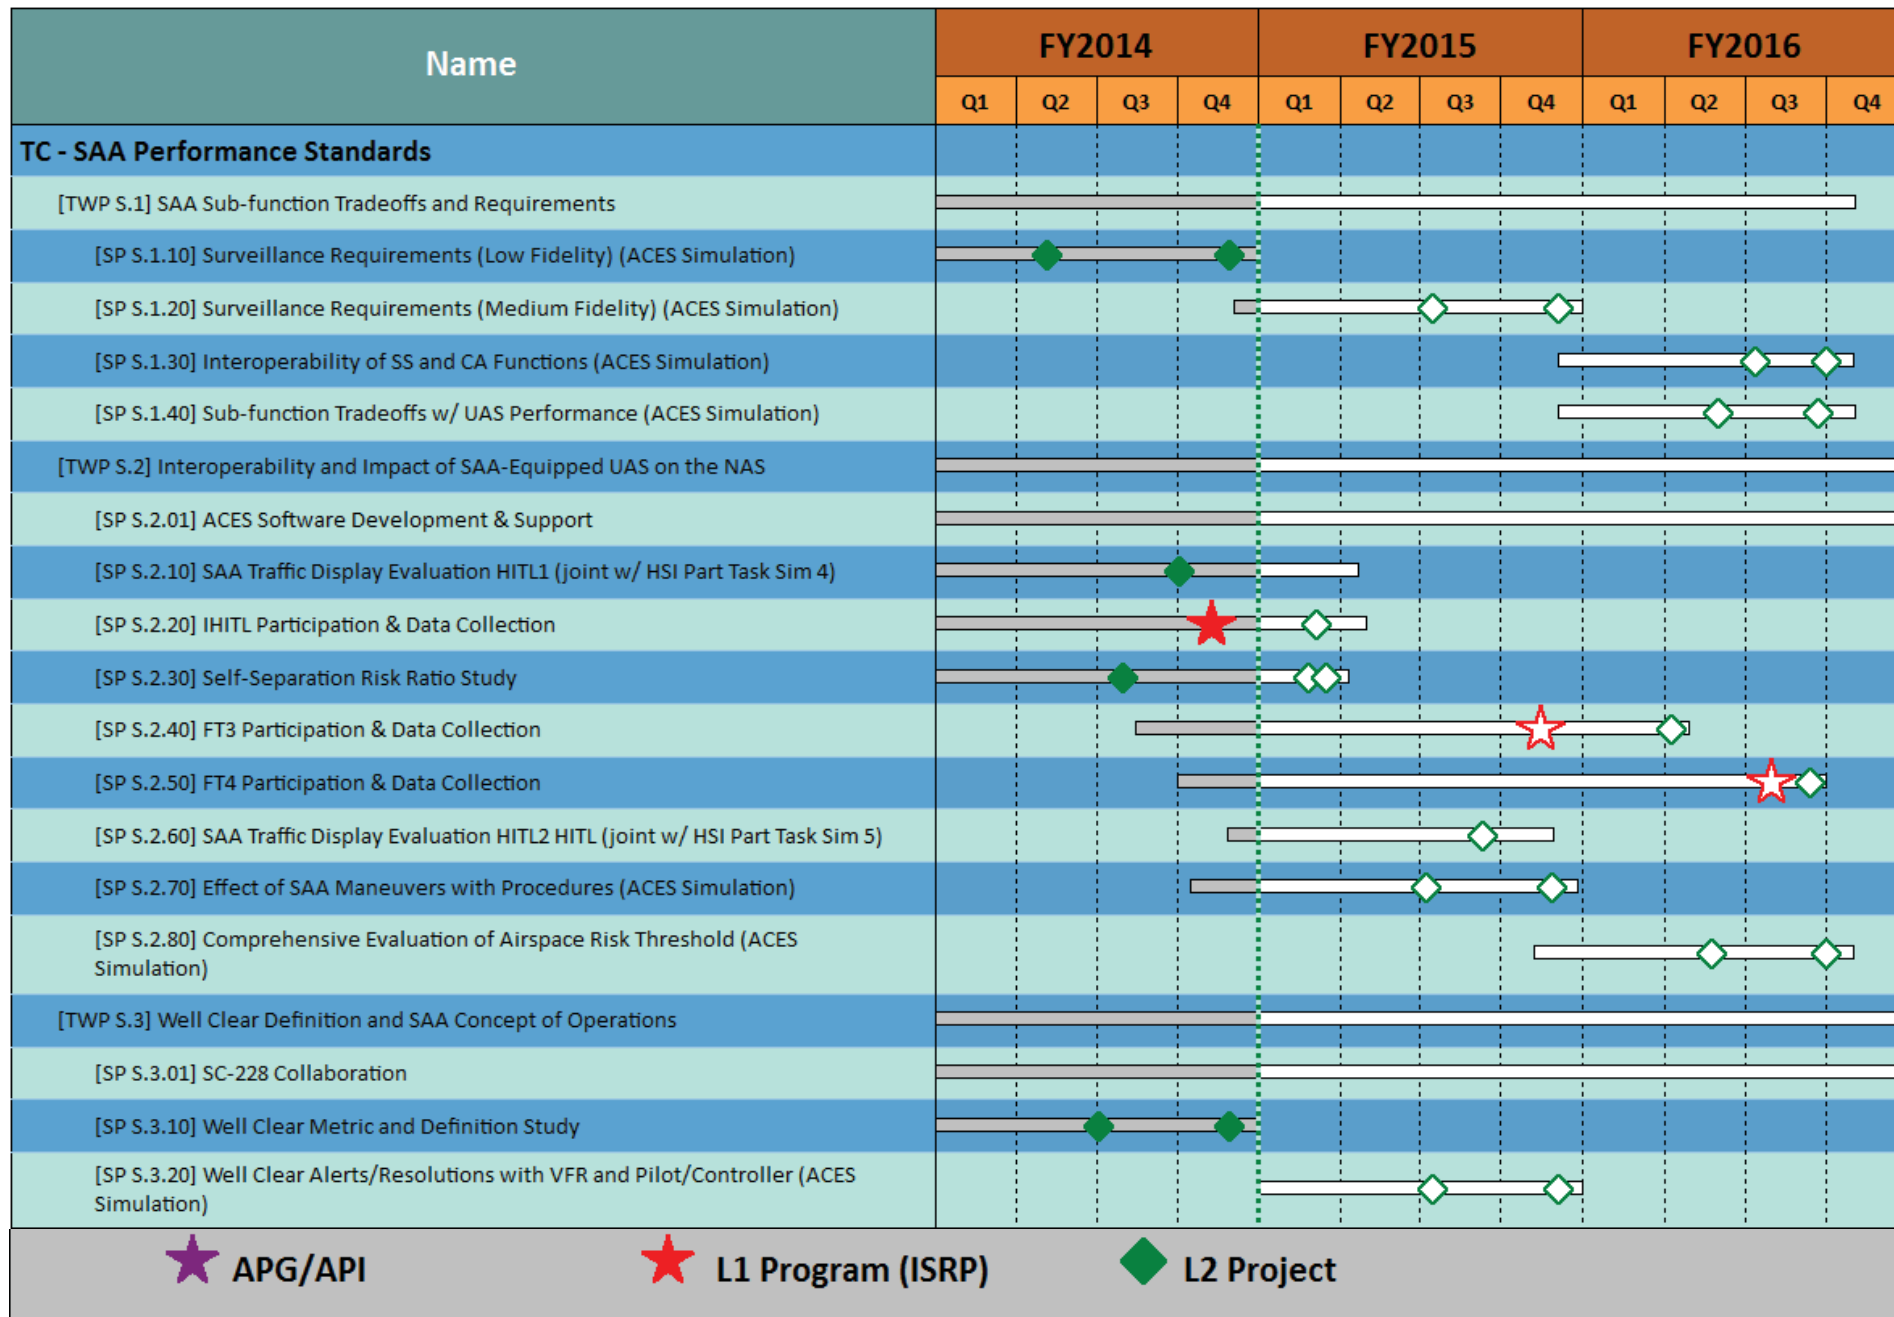 Name
FY2014 FY2015 FY2016
Q1 Q2 Q3 Q4 Q1 Q2 Q3 Q4 Q1 Q2 Q3 Q4
TC - SAA Performance Standards
[TWP S.1] SAA Sub-function Tradeoffs and Requirements
[SP S.1.10] Surveillance Requirements (Low Fidelity) (ACES Simulation)
[SP S.1.20] Surveillance Requirements (Medium Fidelity) (ACES Simulation)
[SP S.1.30] Interoperability of SS and CA Functions (ACES Simulation)
[SP S.1.40] Sub-function Tradeoffs w/ UAS Performance (ACES Simulation)
[TWP S.2] Interoperability and Impact of SAA-Equipped UAS on the NAS
[SP S.2.01] ACES Software Development & Support
[SP S.2.10] SAA Traffic Display Evaluation HITL1 (joint w/ HSI Part Task Sim 4)
[SP S.2.20] IHITL Participation & Data Collection
[SP S.2.30] Self-Separation Risk Ratio Study
[SP S.2.40] FT3 Participation & Data Collection
[SP S.2.50] FT4 Participation & Data Collection
[SP S.2.60] SAA Traffic Display Evaluation HITL2 HITL (joint w/ HSI Part Task Sim 5)
[SP S.2.70] Effect of SAA Maneuvers with Procedures (ACES Simulation)
[SP S.2.80] Comprehensive Evaluation of Airspace Risk Threshold (ACES
Simulation)
[TWP S.3] Well Clear Definition and SAA Concept of Operations
[SP S.3.01] SC-228 Collaboration
[SP S.3.10] Well Clear Metric and Definition Study
[SP S.3.20] Well Clear Alerts/Resolutions with VFR and Pilot/Controller (ACES
Simulation)
APG/API L1 Program (ISRP) L2 Project